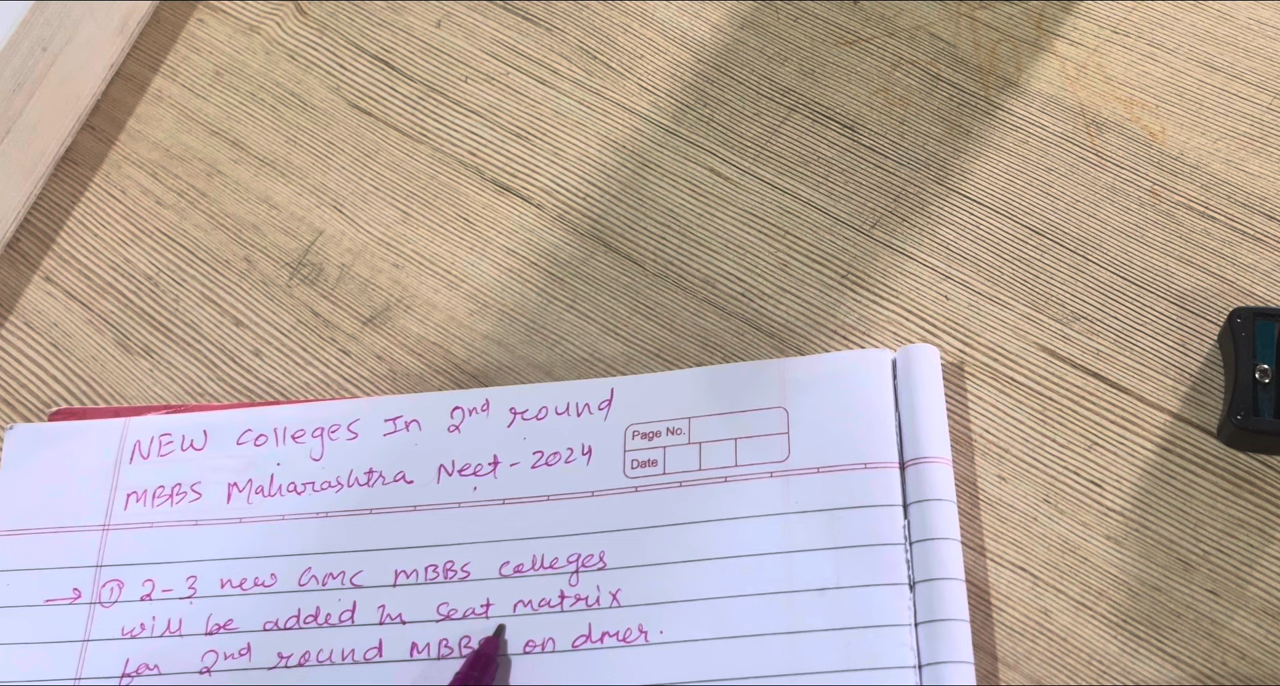 NEW Colleges In 2nd round
MBBS Maharashtra Neet - 2024
Page No.
Date
→ ① 2-3 new GMC MBBS colleges
will be added in seat matrix
for 2nd round MBBS on dmer.